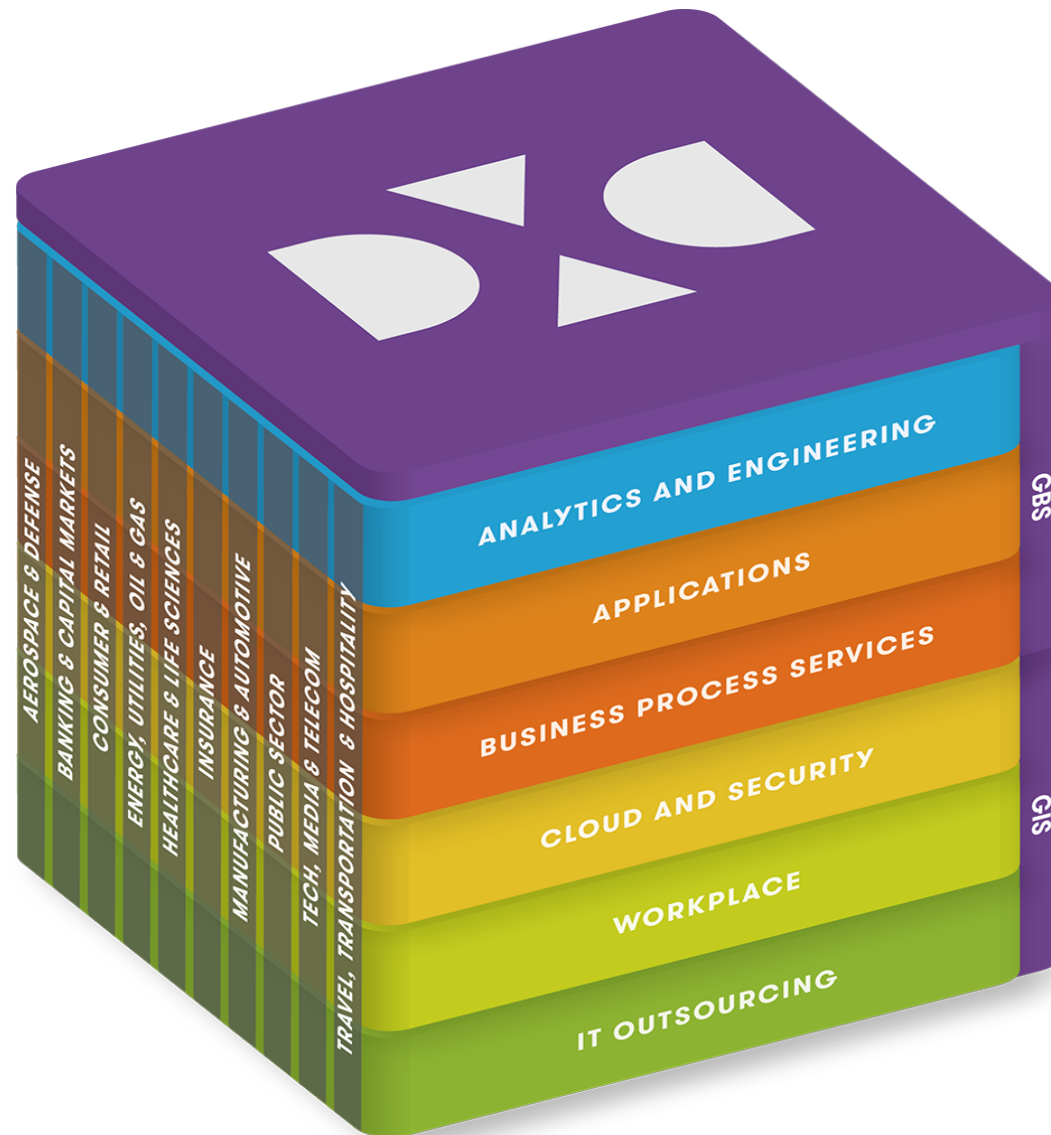 DXC
ANALYTICS AND ENGINEERING
APPLICATIONS
BUSINESS PROCESS SERVICES
CLOUD AND SECURITY
WORKPLACE
IT OUTSOURCING
AEROSPACE & DEFENSE
BANKING & CAPITAL MARKETS
CONSUMER & RETAIL
ENERGY, UTILITIES, OIL & GAS
HEALTHCARE & LIFE SCIENCES
INSURANCE
MANUFACTURING & AUTOMOTIVE
PUBLIC SECTOR
TECH, MEDIA & TELECOM
TRAVEL, TRANSPORTATION & HOSPITALITY
GBS
GIS